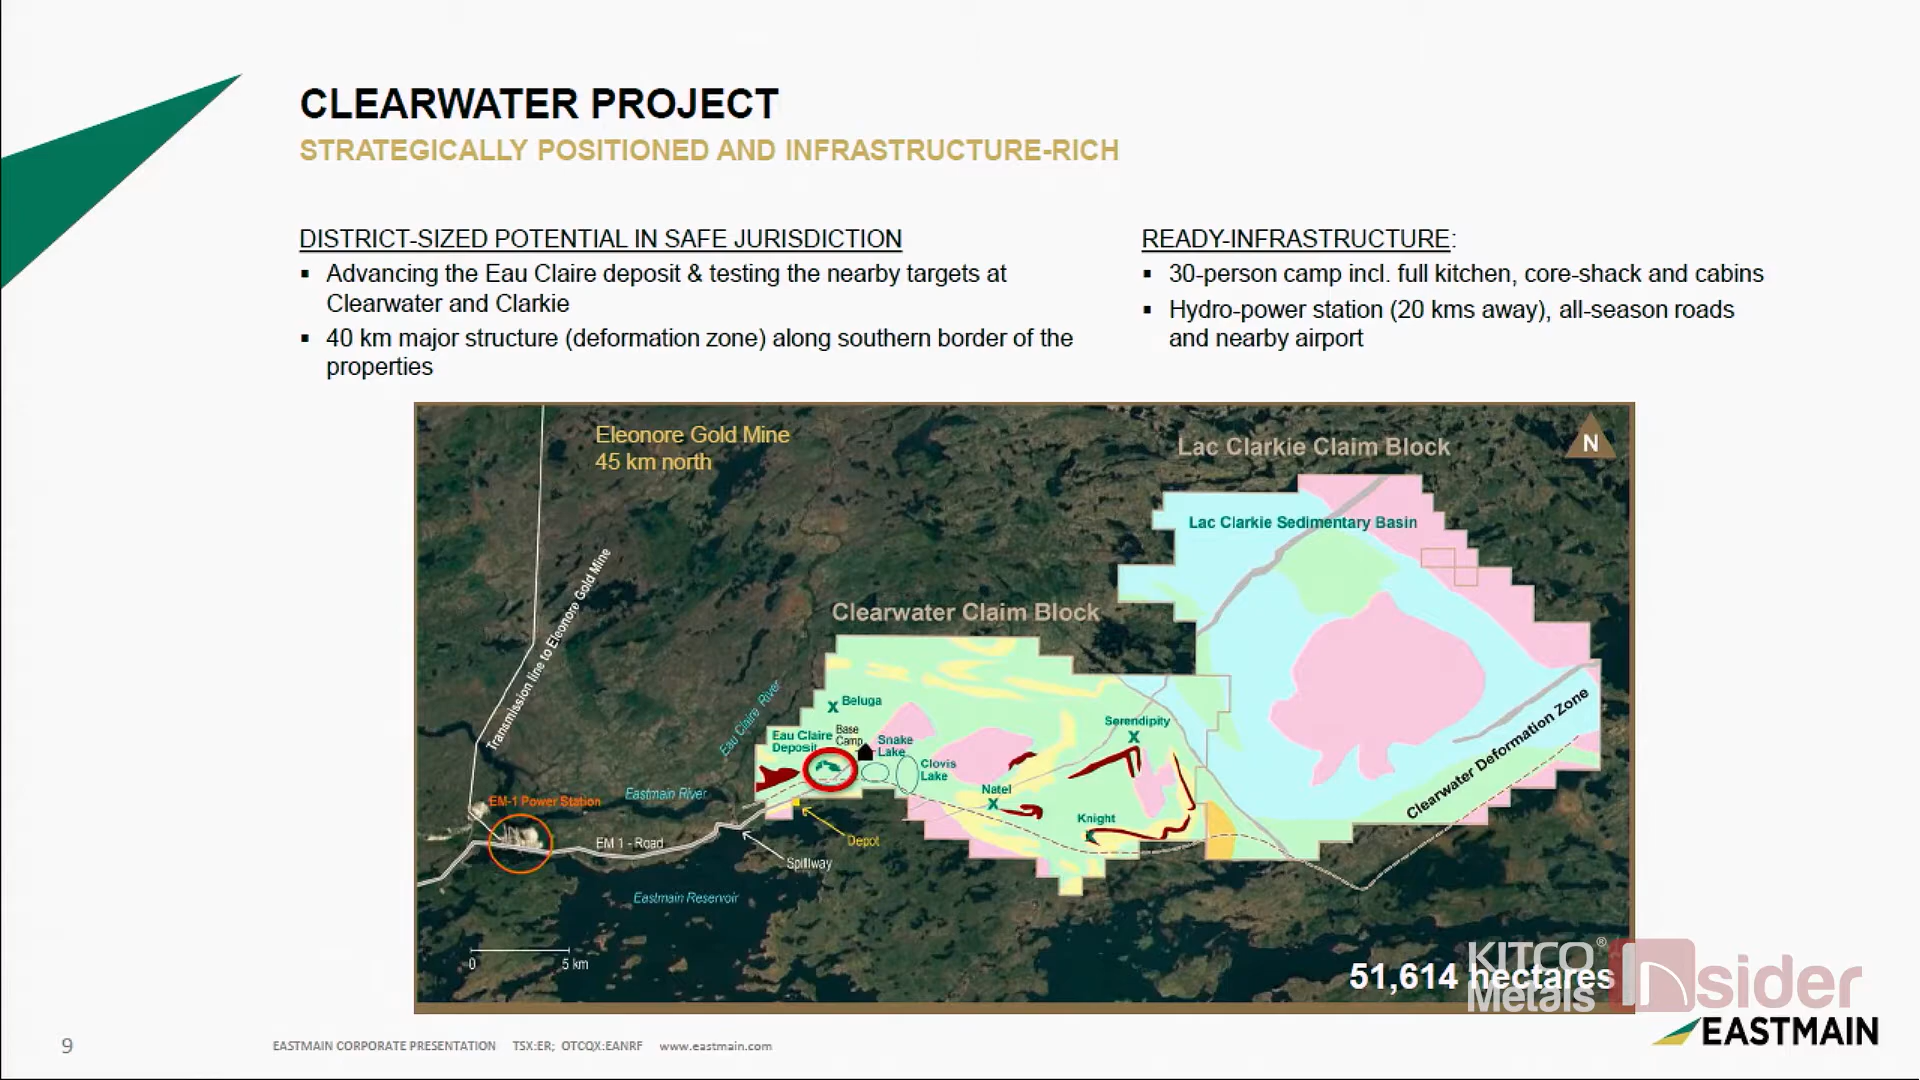 CLEARWATER PROJECT
STRATEGICALLY POSITIONED AND INFRASTRUCTURE-RICH
DISTRICT-SIZED POTENTIAL IN SAFE JURISDICTION
▪ Advancing the Eau Claire deposit & testing the nearby targets at
Clearwater and Clarkie
▪ 40 km major structure (deformation zone) along southern border of the
properties
READY-INFRASTRUCTURE:
▪ 30-person camp incl. full kitchen, core-shack and cabins
▪ Hydro-power station (20 kms away), all-season roads
and nearby airport
Eleonore Gold Mine
45 km north
Lac Clarkie Claim Block
N
Lac Clarkie Sedimentary Basin
Transmission line to Eleonore Gold Mine
Clearwater Claim Block
Eau Claire River
X Beluga
Eau Claire
Deposit
Base
Camp
Snake
Lake
Clovis
Lake
Serendipity
X
Natel
X
Knight
X
Clearwater Deformation Zone
EM-1 Power Station
Eastmain River
EM 1 - Road
Depot
Spillway
Eastmain Reservoir
0 5 km
51,614 hectares
KITCO®
Metals
Insider
EASTMAIN
9
EASTMAIN CORPORATE PRESENTATION TSX:ER; OTCQX:EANRF www.eastmain.com